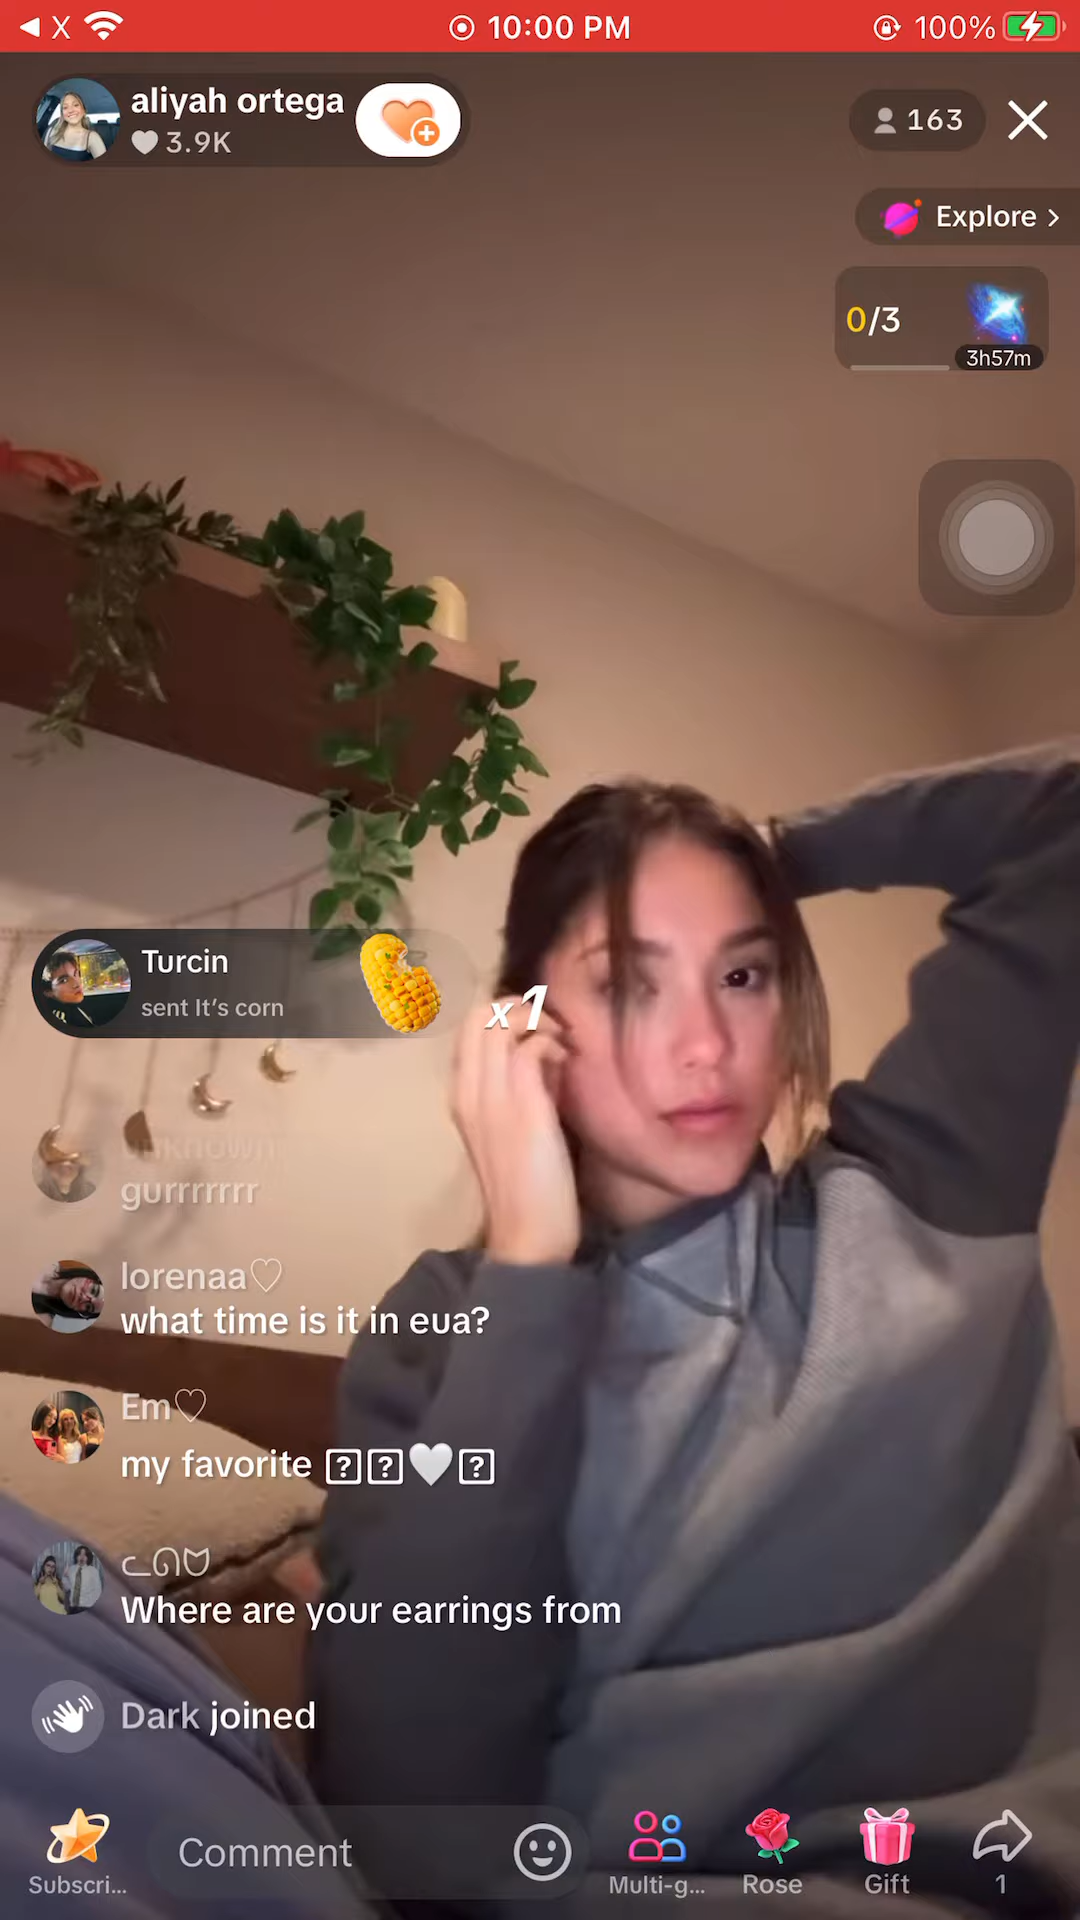 X 10:00 PM 100%
aliyah ortega
3.9K
163
Explore >
0/3
3h57m
Turcin
sent It's corn
x1
unknown
gurrrrrrr
lorenaa♡
what time is it in eua?
Em♡
my favorite 🤍
Where are your earrings from
Dark joined
Comment
Subscri...
Multi-g...
Rose
Gift
1